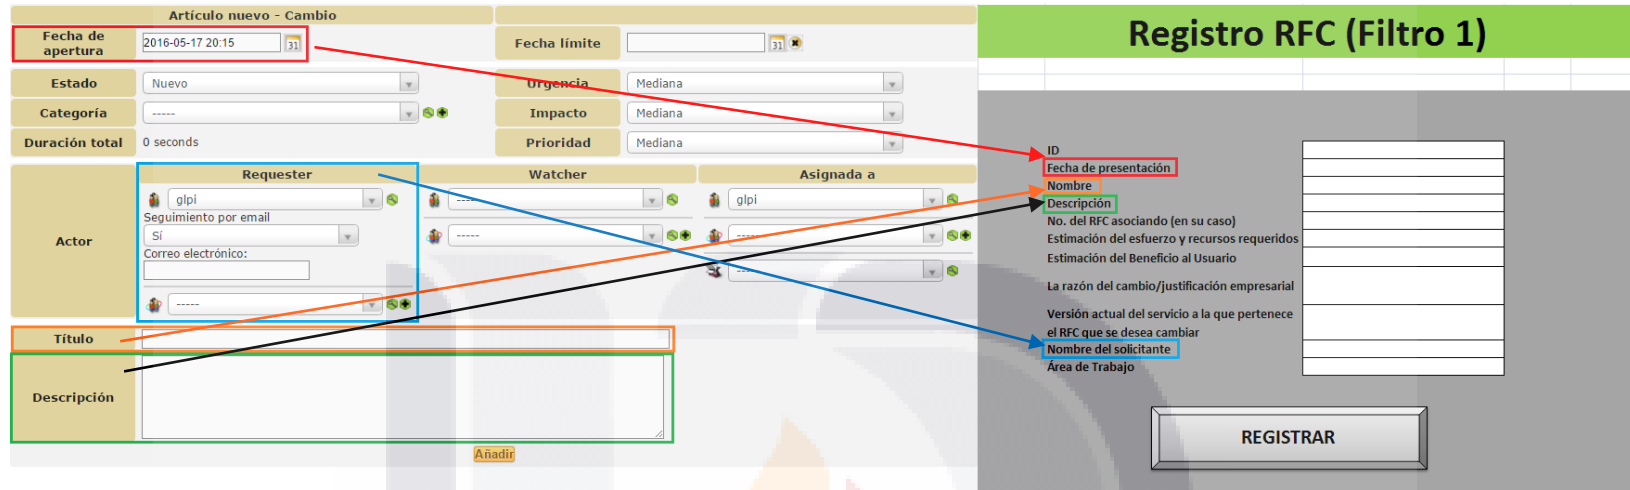 Artículo nuevo - Cambio
Fecha de
apertura
2016-05-17 20:15
31
Fecha límite
31
Estado
Nuevo
Urgencia
Mediana
Categoría
-----
Impacto
Mediana
Duración total
0 seconds
Prioridad
Mediana
Actor
Requester
glpi
Seguimiento por email
Sí
Correo electrónico:
-----
Watcher
-----
-----
Asignada a
glpi
-----
-----
Título
Descripción
Añadir
Registro RFC (Filtro 1)
ID
Fecha de presentación
Nombre
Descripción
No. del RFC asociando (en su caso)
Estimación del esfuerzo y recursos requeridos
Estimación del Beneficio al Usuario
La razón del cambio/justificación empresarial
Versión actual del servicio a la que pertenece
el RFC que se desea cambiar
Nombre del solicitante
Área de Trabajo
REGISTRAR